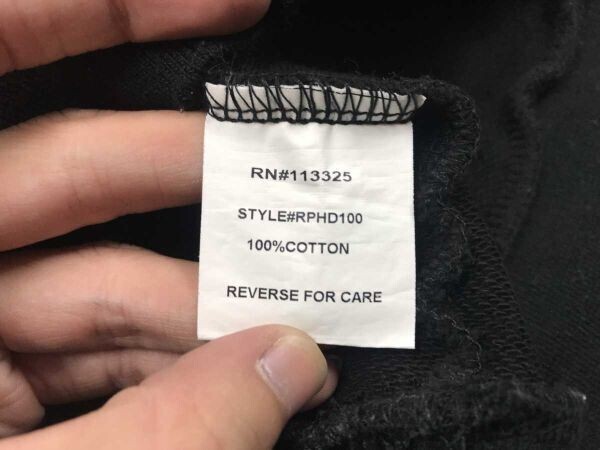 RN#113325
STYLE#RPHD100
100%COTTON
REVERSE FOR CARE